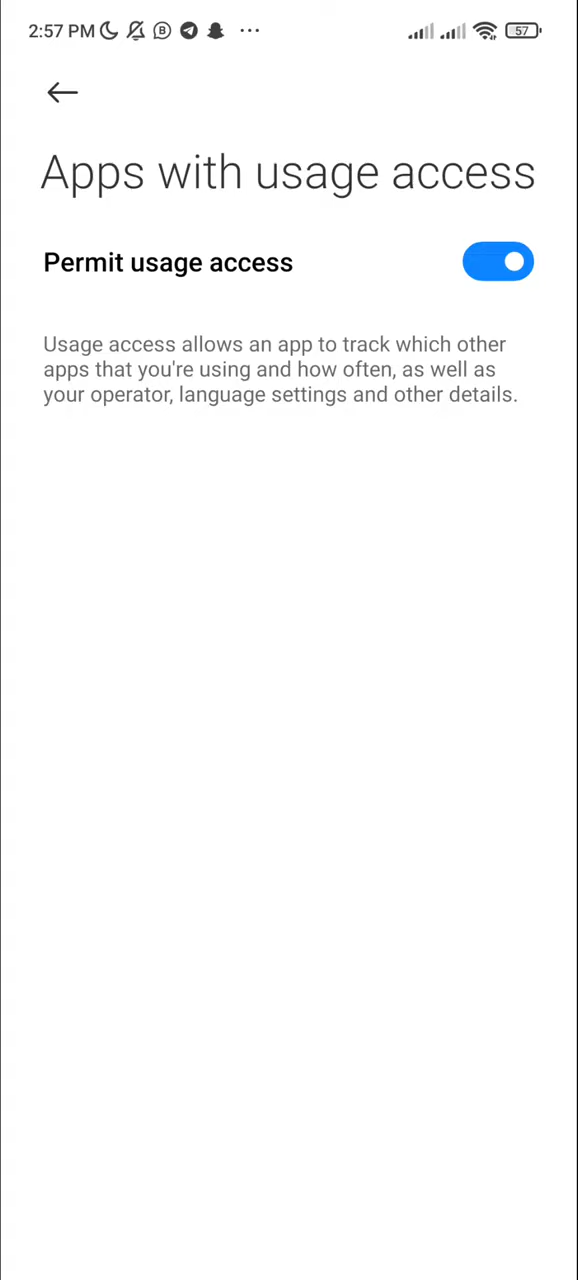 2:57 PM
57
Apps with usage access
Permit usage access
Usage access allows an app to track which other
apps that you're using and how often, as well as
your operator, language settings and other details.